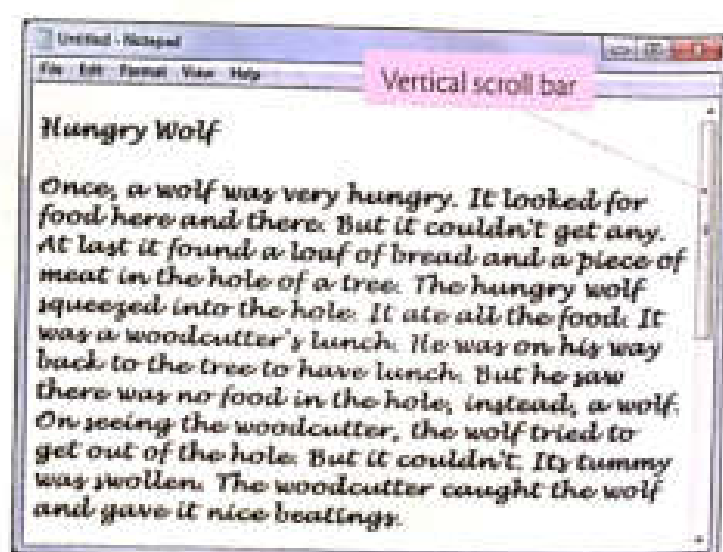 Untitled - Notepad
File Edit Format View Help
Vertical scroll bar
Hungry Wolf
Once, a wolf was very hungry. It looked for
food here and there. But it couldn't get any.
At last it found a loaf of bread and a piece of
meat in the hole of a tree. The hungry wolf
squeezed into the hole. It ate all the food. It
was a woodcutter's lunch. He was on his way
back to the tree to have lunch. But he saw
there was no food in the hole, instead, a wolf.
On seeing the woodcutter, the wolf tried to
get out of the hole. But it couldn't. Its tummy
was swollen. The woodcutter caught the wolf
and gave it nice beatings.